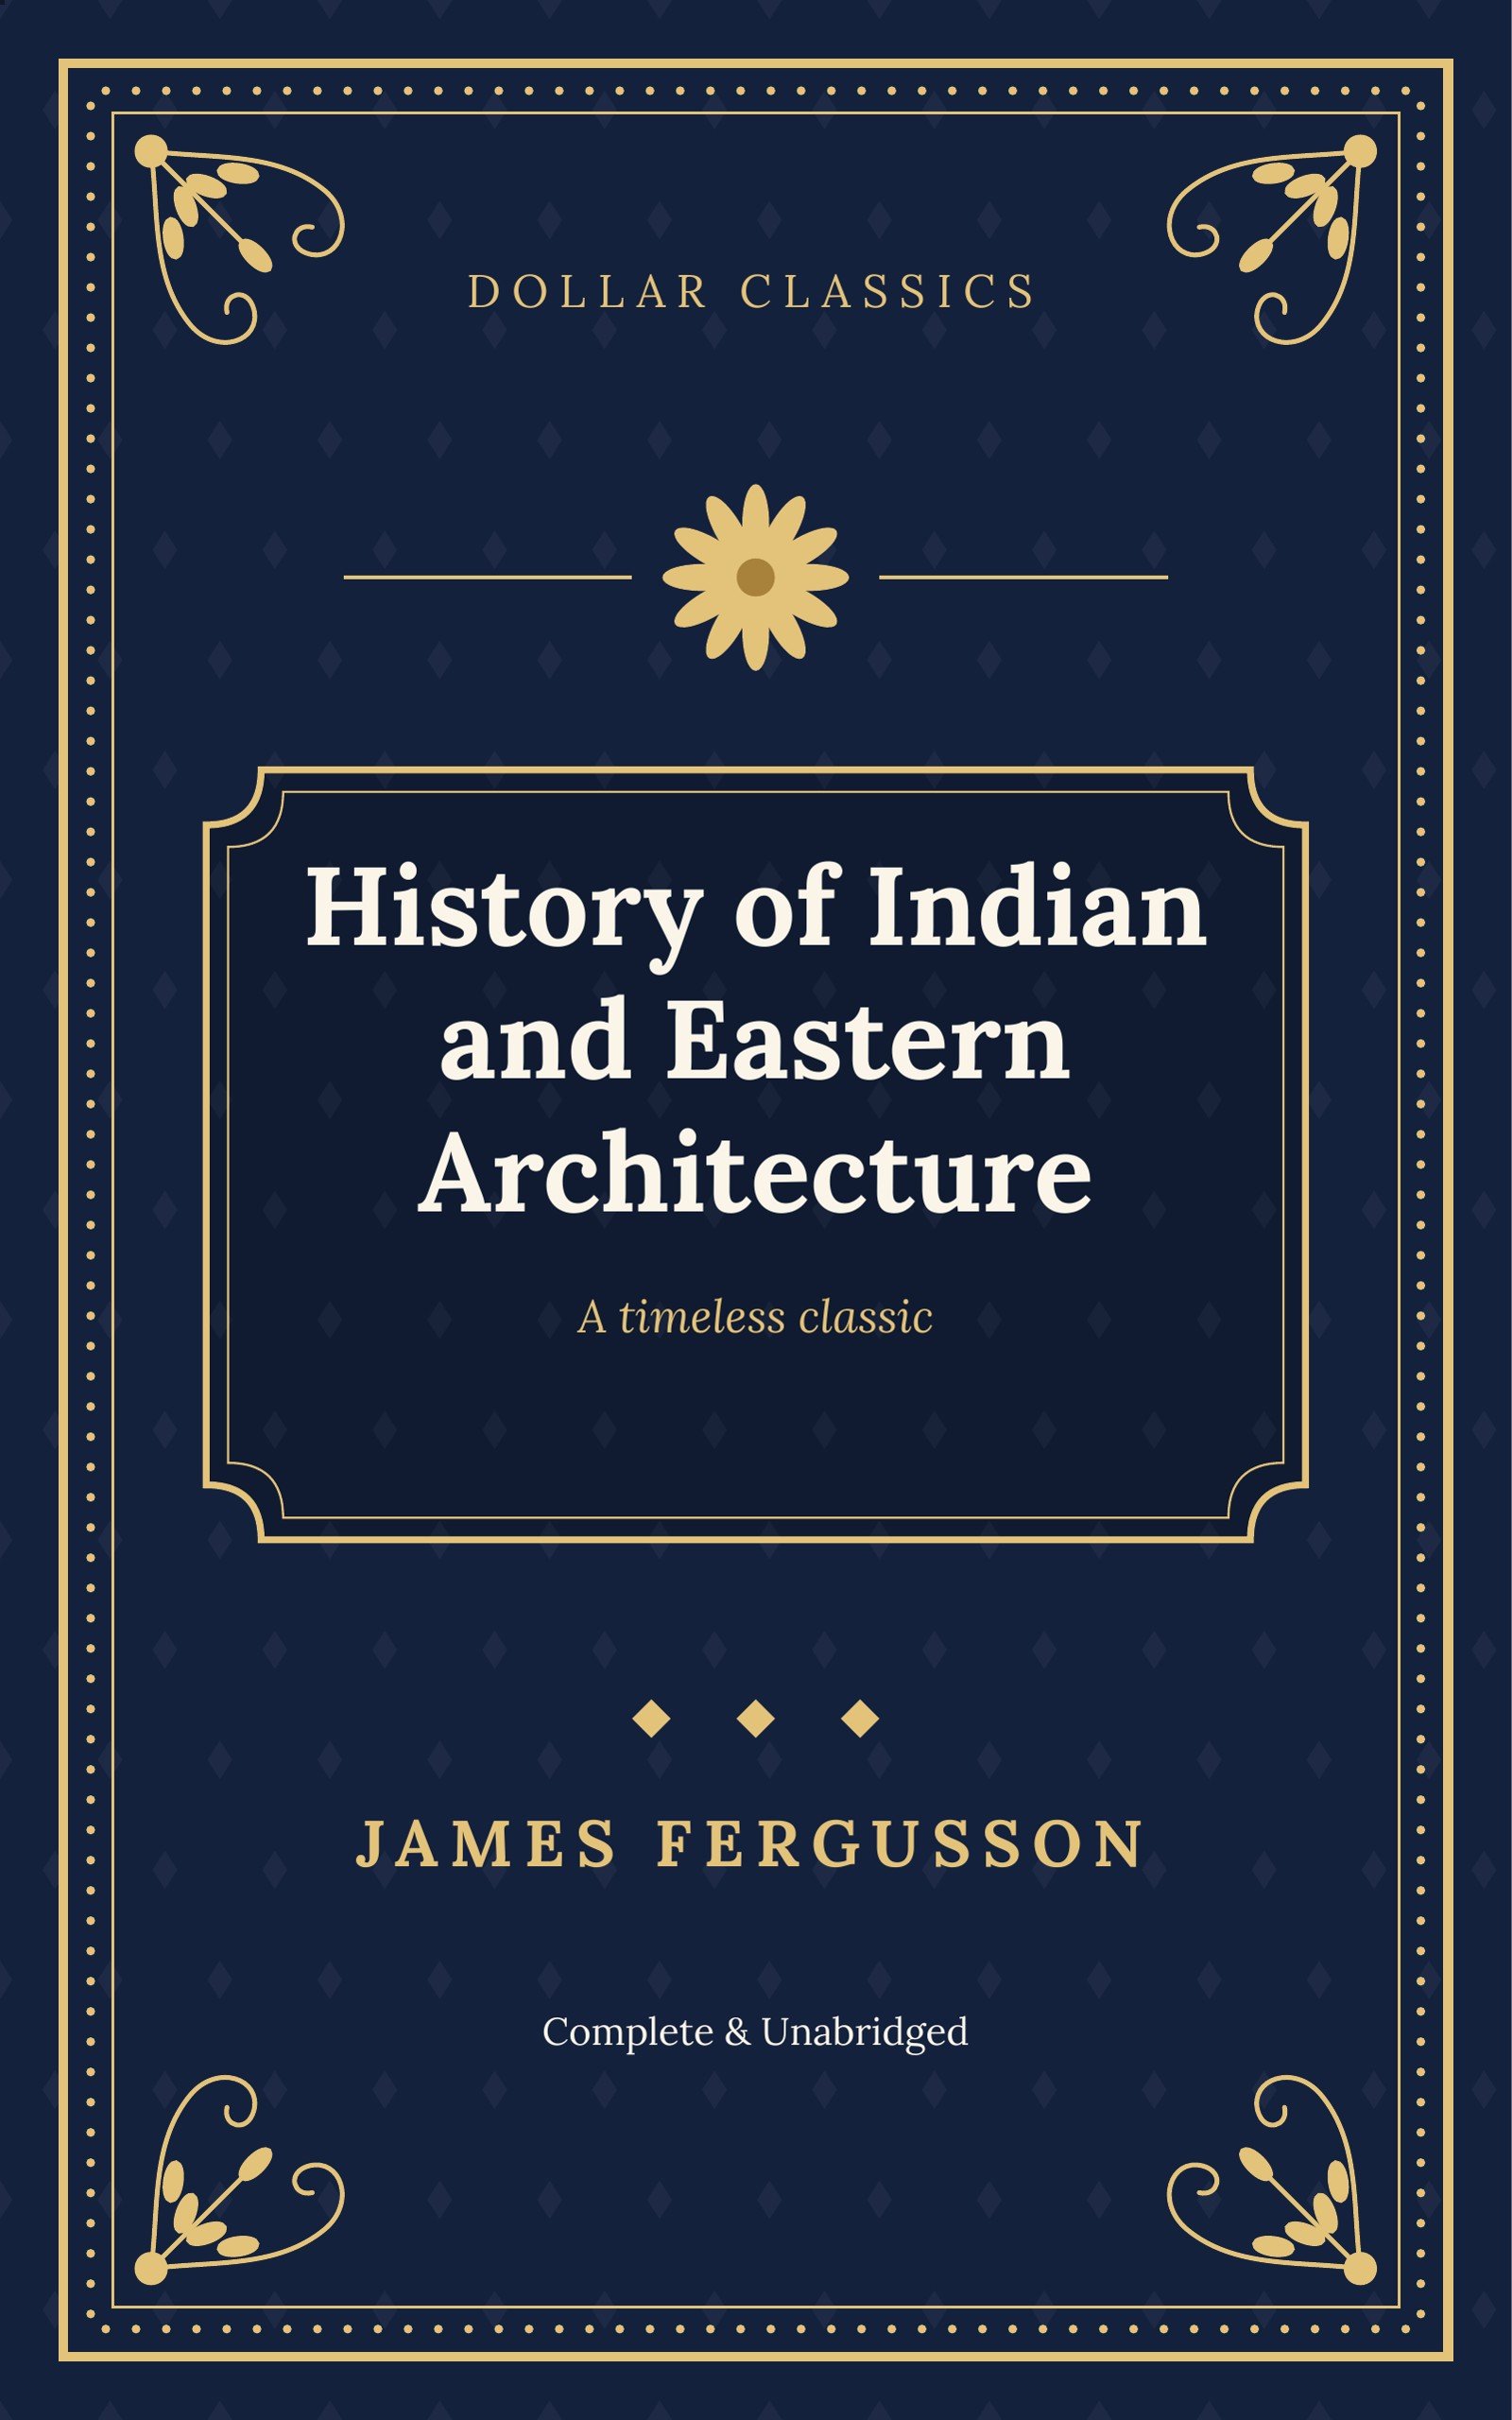 DOLLAR CLASSICS
History of Indian
and Eastern
Architecture
A timeless classic
JAMES FERGUSSON
Complete & Unabridged